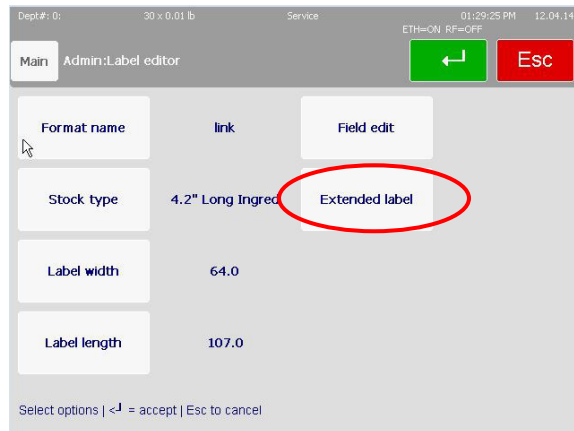 Dept#: 0: 30 x 0.01 lb Service 01:29:25 PM 12.04.14
ETH=ON RF=OFF
Main Admin:Label editor Esc
Format name link Field edit
Stock type 4.2" Long Ingred Extended label
Label width 64.0
Label length 107.0
Select options | <┘ = accept | Esc to cancel